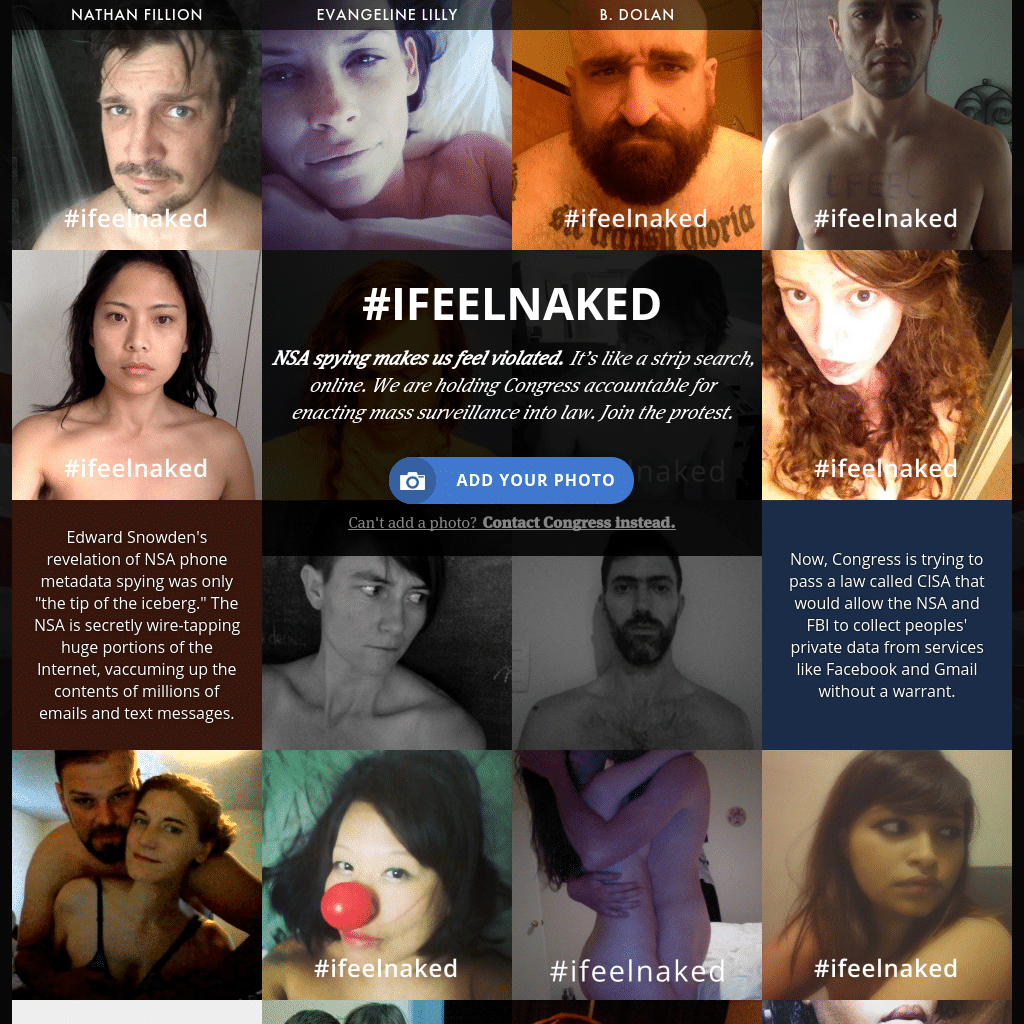 NATHAN FILLION
EVANGELINE LILLY
B. DOLAN
#ifeelnaked
sic transit gloria
#ifeelnaked
#ifeelnaked
#IFEELNAKED
NSA spying makes us feel violated. It's like a strip search,
online. We are holding Congress accountable for
enacting mass surveillance into law. Join the protest.
#ifeelnaked
naked
#ifeelnaked
ADD YOUR PHOTO
Can't add a photo? Contact Congress instead.
Edward Snowden's
revelation of NSA phone
metadata spying was only
"the tip of the iceberg." The
NSA is secretly wire-tapping
huge portions of the
Internet, vaccuming up the
contents of millions of
emails and text messages.
Now, Congress is trying to
pass a law called CISA that
would allow the NSA and
FBI to collect peoples'
private data from services
like Facebook and Gmail
without a warrant.
#ifeelnaked
#ifeelnaked
#ifeelnaked